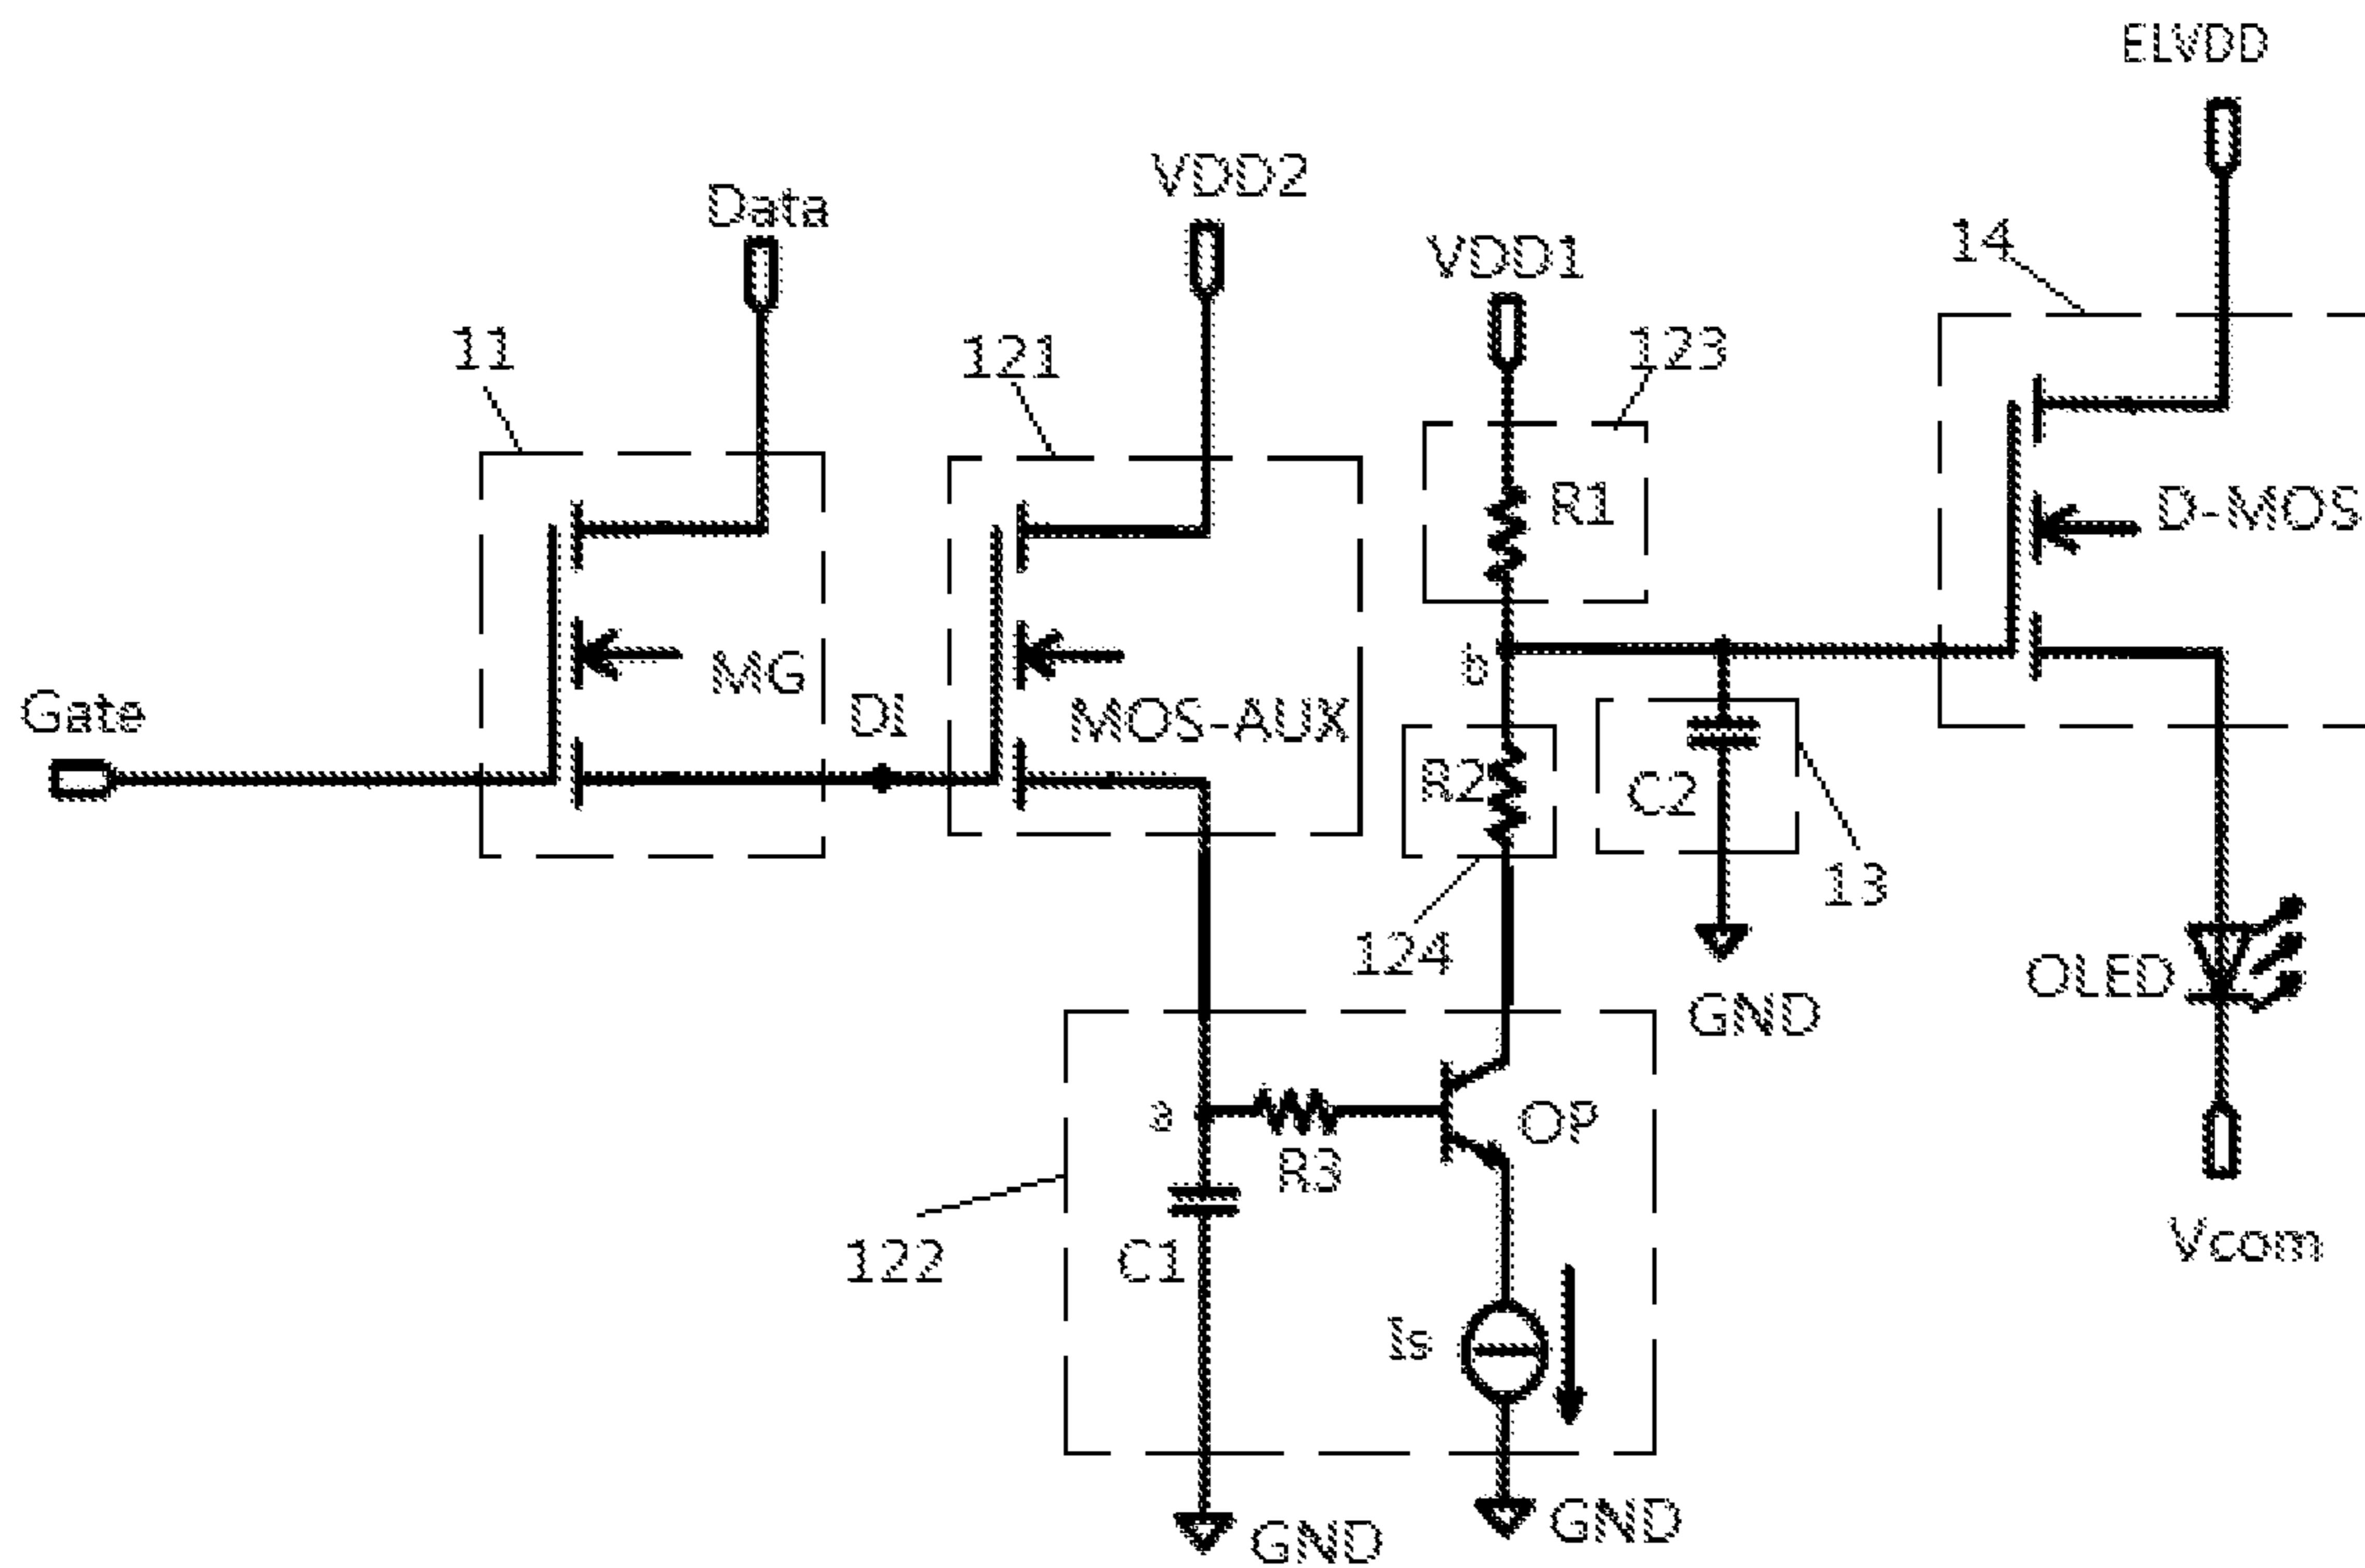 ELVDD
VDD2
Data
14
VDD1
11
121
123
R1
D-MOS
b
MG
Gate
DI
MOS-AUX
R2
C2
13
124
OLED
GND
a
OP
R3
Vcom
122
C1
Is
GND
GND